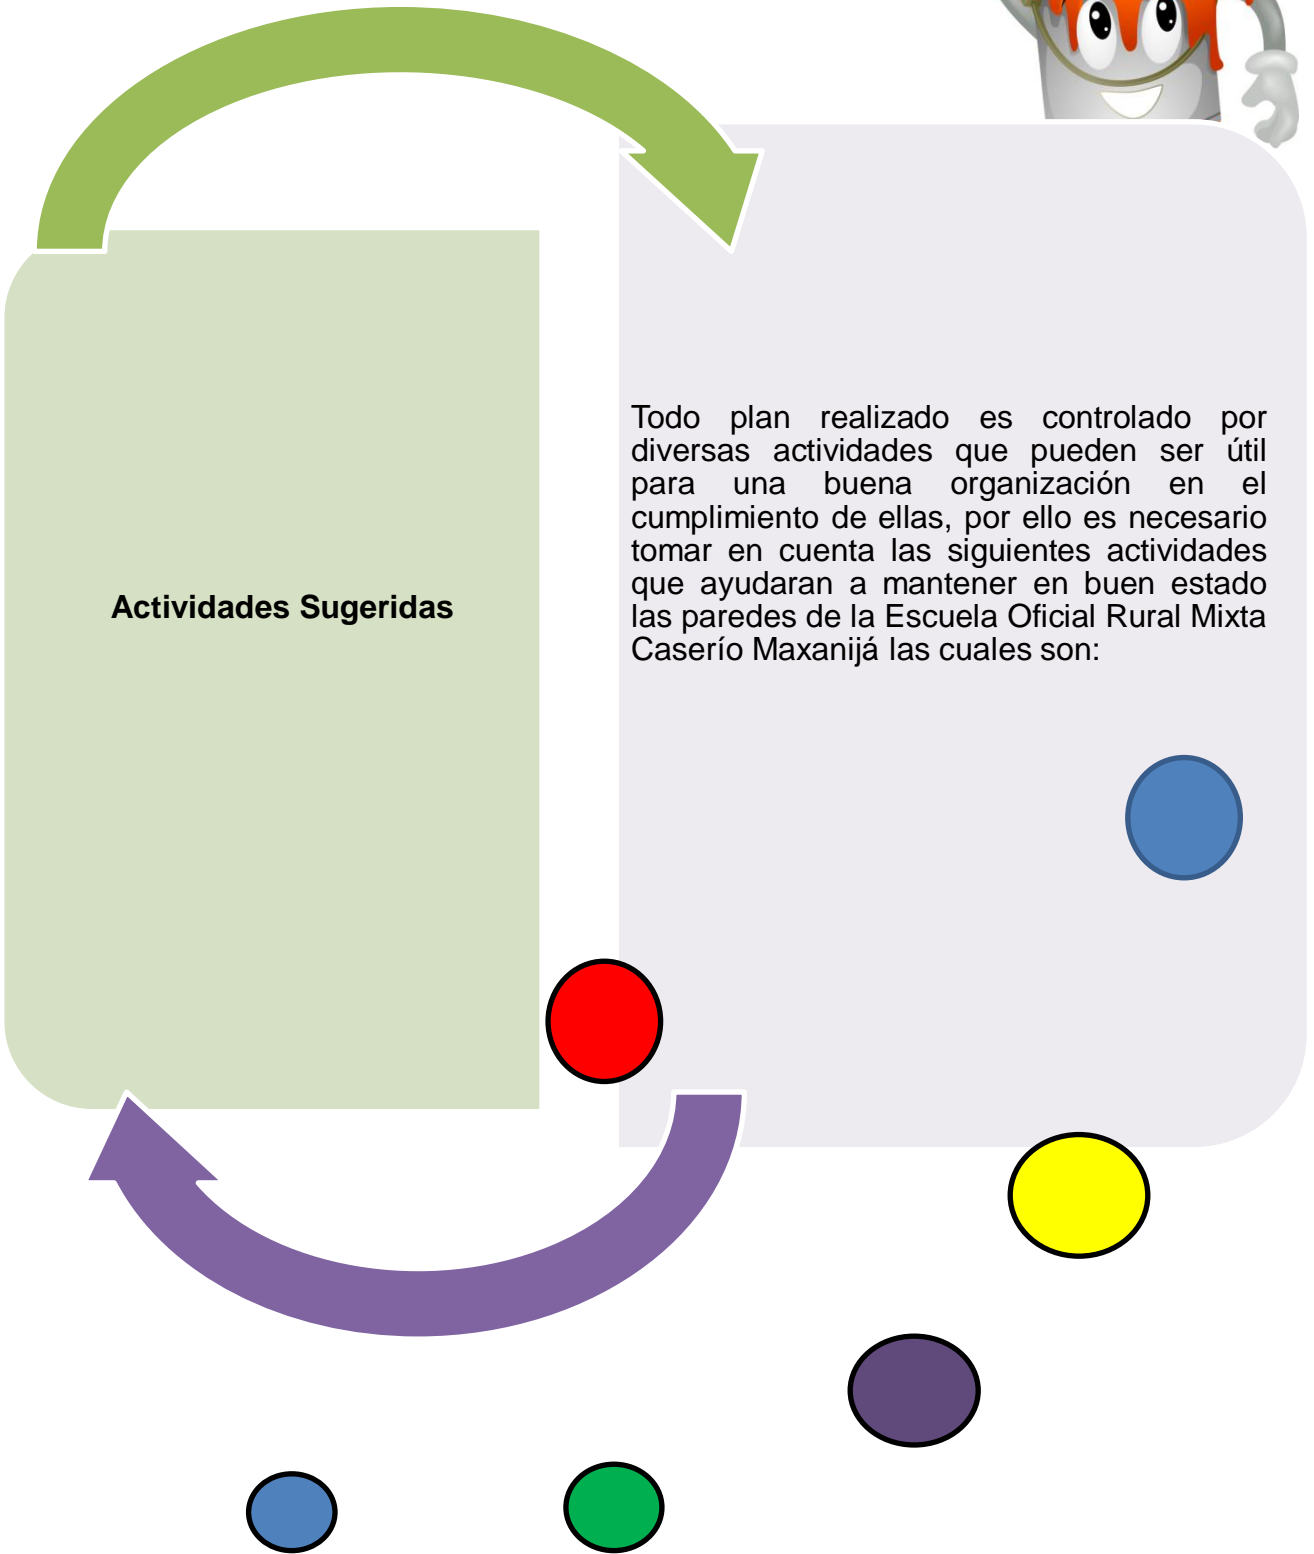 Actividades Sugeridas
Todo plan realizado es controlado por
diversas actividades que pueden ser útil
para una buena organización en el
cumplimiento de ellas, por ello es necesario
tomar en cuenta las siguientes actividades
que ayudaran a mantener en buen estado
las paredes de la Escuela Oficial Rural Mixta
Caserío Maxanijá las cuales son: